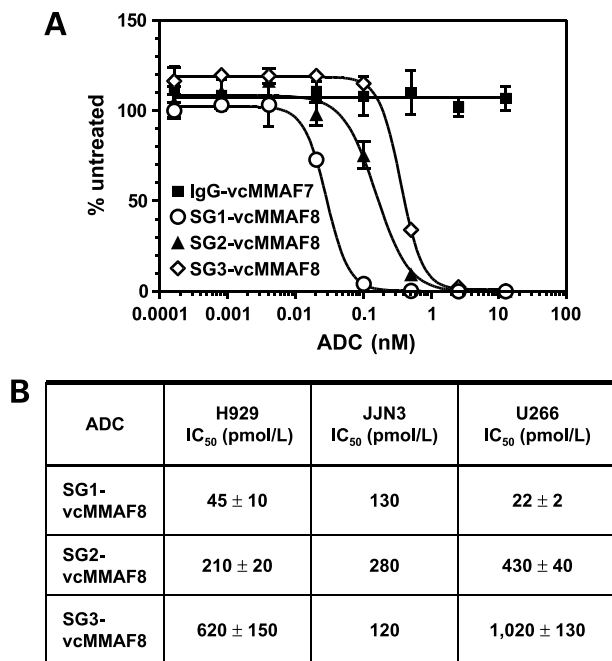 A
150
100
50
0
% untreated
IgG-vcMMAF7
SG1-vcMMAF8
SG2-vcMMAF8
SG3-vcMMAF8
0.0001 0.01 0.1 1 10 100
ADC (nM)
B
ADC H929 IC50 (pmol/L) JJN3 IC50 (pmol/L) U266 IC50 (pmol/L)
SG1-vcMMAF8 45 ± 10 130 22 ± 2
SG2-vcMMAF8 210 ± 20 280 430 ± 40
SG3-vcMMAF8 620 ± 150 120 1,020 ± 130